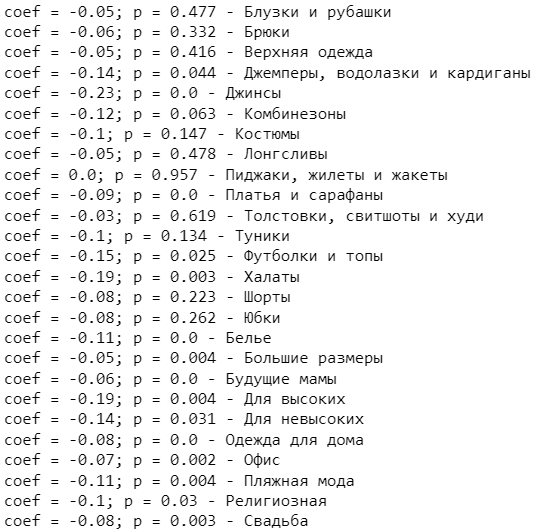 coef = -0.05; p = 0.477 - Блузки и рубашки
coef = -0.06; p = 0.332 - Брюки
coef = -0.05; p = 0.416 - Верхняя одежда
coef = -0.14; p = 0.044 - Джемперы, водолазки и кардиганы
coef = -0.23; p = 0.0 - Джинсы
coef = -0.12; p = 0.063 - Комбинезоны
coef = -0.1; p = 0.147 - Костюмы
coef = -0.05; p = 0.478 - Лонгсливы
coef = 0.0; p = 0.957 - Пиджаки, жилеты и жакеты
coef = -0.09; p = 0.0 - Платья и сарафаны
coef = -0.03; p = 0.619 - Толстовки, свитшоты и худи
coef = -0.1; p = 0.134 - Туники
coef = -0.15; p = 0.025 - Футболки и топы
coef = -0.19; p = 0.003 - Халаты
coef = -0.08; p = 0.223 - Шорты
coef = -0.08; p = 0.262 - Юбки
coef = -0.11; p = 0.0 - Белье
coef = -0.05; p = 0.004 - Большие размеры
coef = -0.06; p = 0.0 - Будущие мамы
coef = -0.19; p = 0.004 - Для высоких
coef = -0.14; p = 0.031 - Для невысоких
coef = -0.08; p = 0.0 - Одежда для дома
coef = -0.07; p = 0.002 - Офис
coef = -0.11; p = 0.004 - Пляжная мода
coef = -0.1; p = 0.03 - Религиозная
coef = -0.08; p = 0.003 - Свадьба